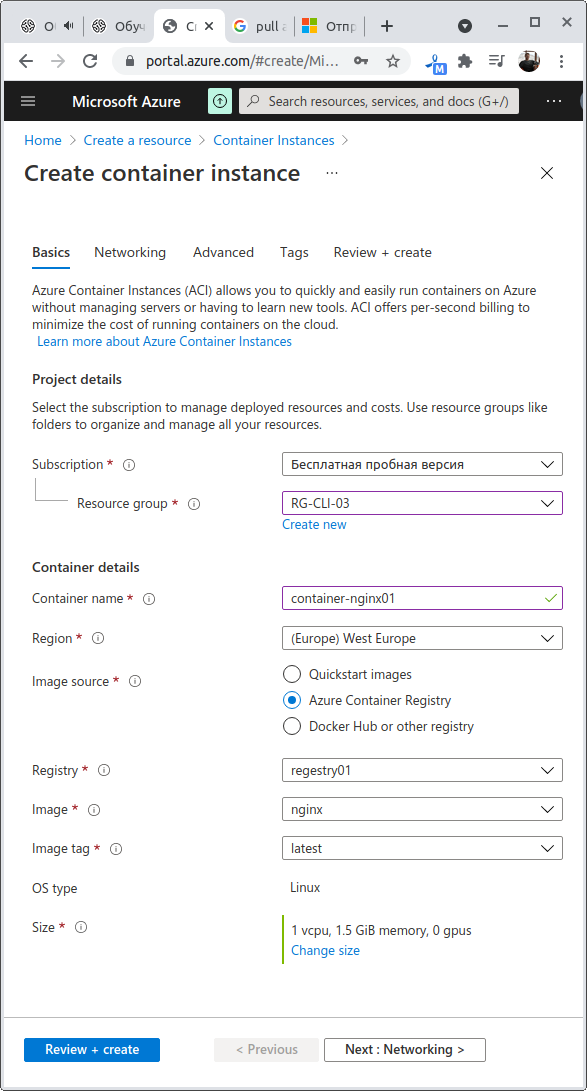 Обуч
pull a
Отпр
portal.azure.com/#create/Mi...
M
Microsoft Azure
Search resources, services, and docs (G+/)
...
Home > Create a resource > Container Instances >
Create container instance ...
Basics Networking Advanced Tags Review + create
Azure Container Instances (ACI) allows you to quickly and easily run containers on Azure
without managing servers or having to learn new tools. ACI offers per-second billing to
minimize the cost of running containers on the cloud.
Learn more about Azure Container Instances
Project details
Select the subscription to manage deployed resources and costs. Use resource groups like
folders to organize and manage all your resources.
Subscription * Бесплатная пробная версия
Resource group * RG-CLI-03
Create new
Container details
Container name * container-nginx01
Region * (Europe) West Europe
Image source * Quickstart images
Azure Container Registry
Docker Hub or other registry
Registry * regestry01
Image * nginx
Image tag * latest
OS type Linux
Size * 1 vcpu, 1.5 GiB memory, 0 gpus
Change size
Review + create < Previous Next : Networking >